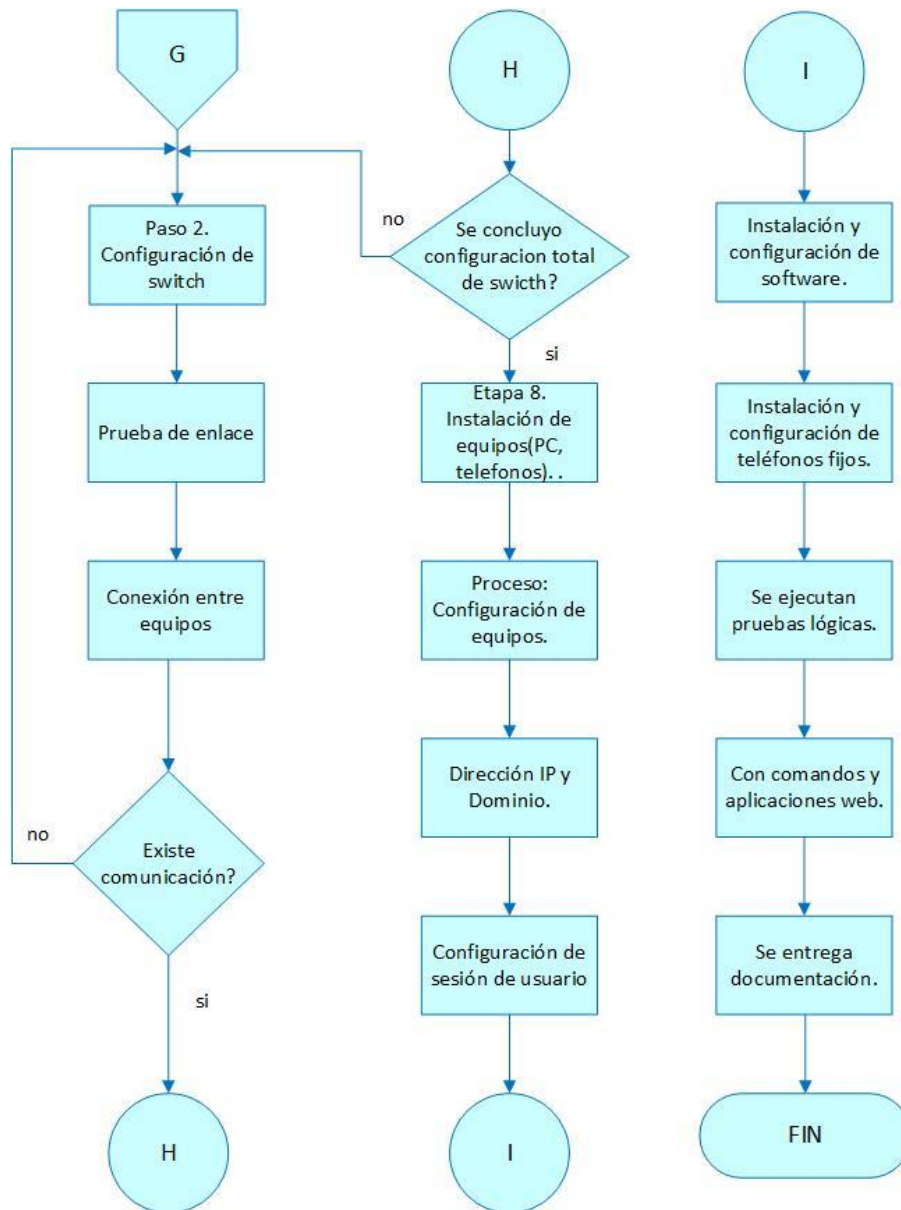 G
Paso 2.
Configuración de
switch
Prueba de enlace
Conexión entre
equipos
no
Existe
comunicación?
si
H
H
no
Se concluyo
configuracion total
de swicth?
si
Etapa 8.
Instalación de
equipos(PC,
telefonos). .
Proceso:
Configuración de
equipos.
Dirección IP y
Dominio.
Configuración de
sesión de usuario
I
I
Instalación y
configuración de
software.
Instalación y
configuración de
teléfonos fijos.
Se ejecutan
pruebas lógicas.
Con comandos y
aplicaciones web.
Se entrega
documentación.
FIN